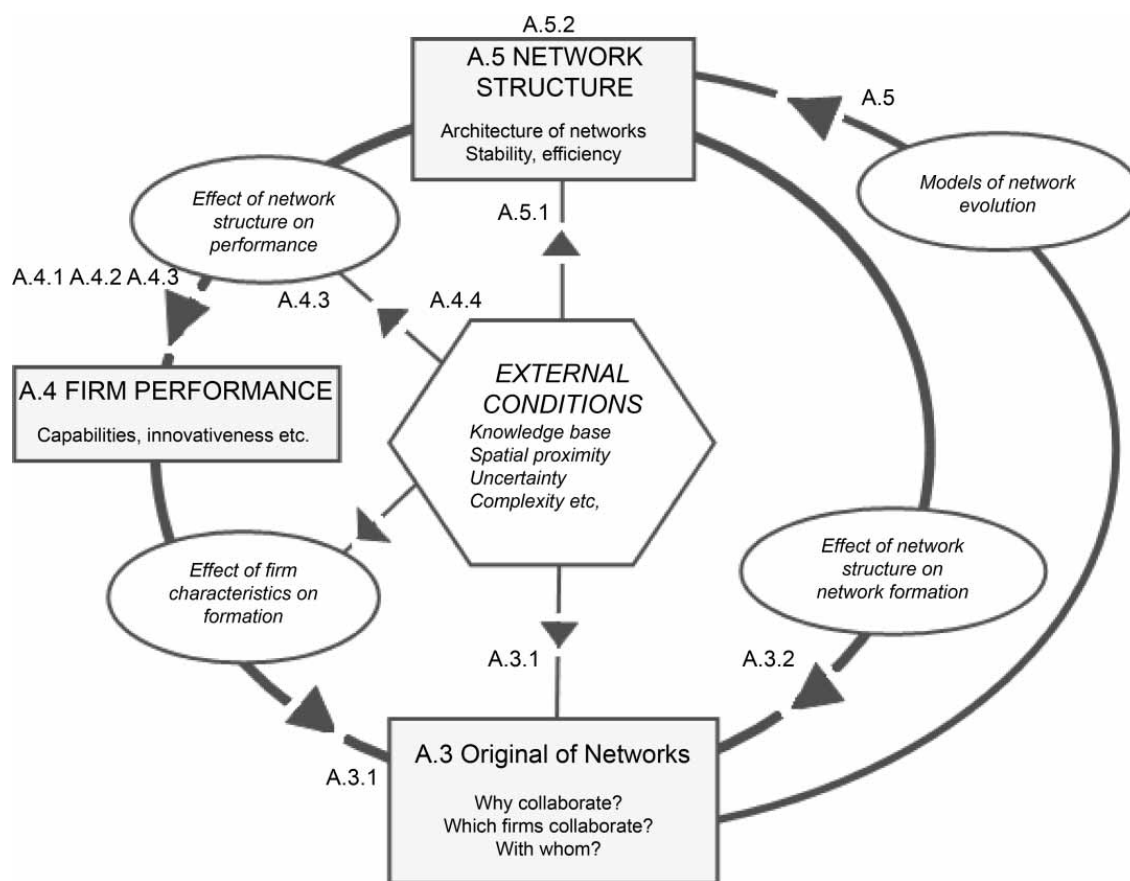 A.5.2
A.5 NETWORK
STRUCTURE
Architecture of networks
Stability, efficiency
A.5
Models of network
evolution
Effect of network
structure on
performance
A.5.1
A.4.1 A.4.2 A.4.3
A.4.3
A.4.4
A.4 FIRM PERFORMANCE
Capabilities, innovativeness etc.
EXTERNAL
CONDITIONS
Knowledge base
Spatial proximity
Uncertainty
Complexity etc,
Effect of firm
characteristics on
formation
Effect of network
structure on
network formation
A.3.1
A.3.2
A.3.1
A.3 Original of Networks
Why collaborate?
Which firms collaborate?
With whom?